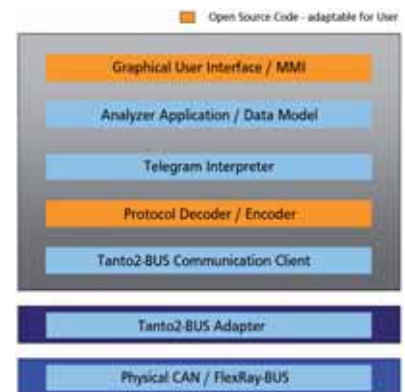 Open Source Code - adaptable for User
Graphical User Interface / MMI
Analyzer Application / Data Model
Telegram Interpreter
Protocol Decoder / Encoder
Tanto2-BUS Communication Client
Tanto2-BUS Adapter
Physical CAN / FlexRay-BUS